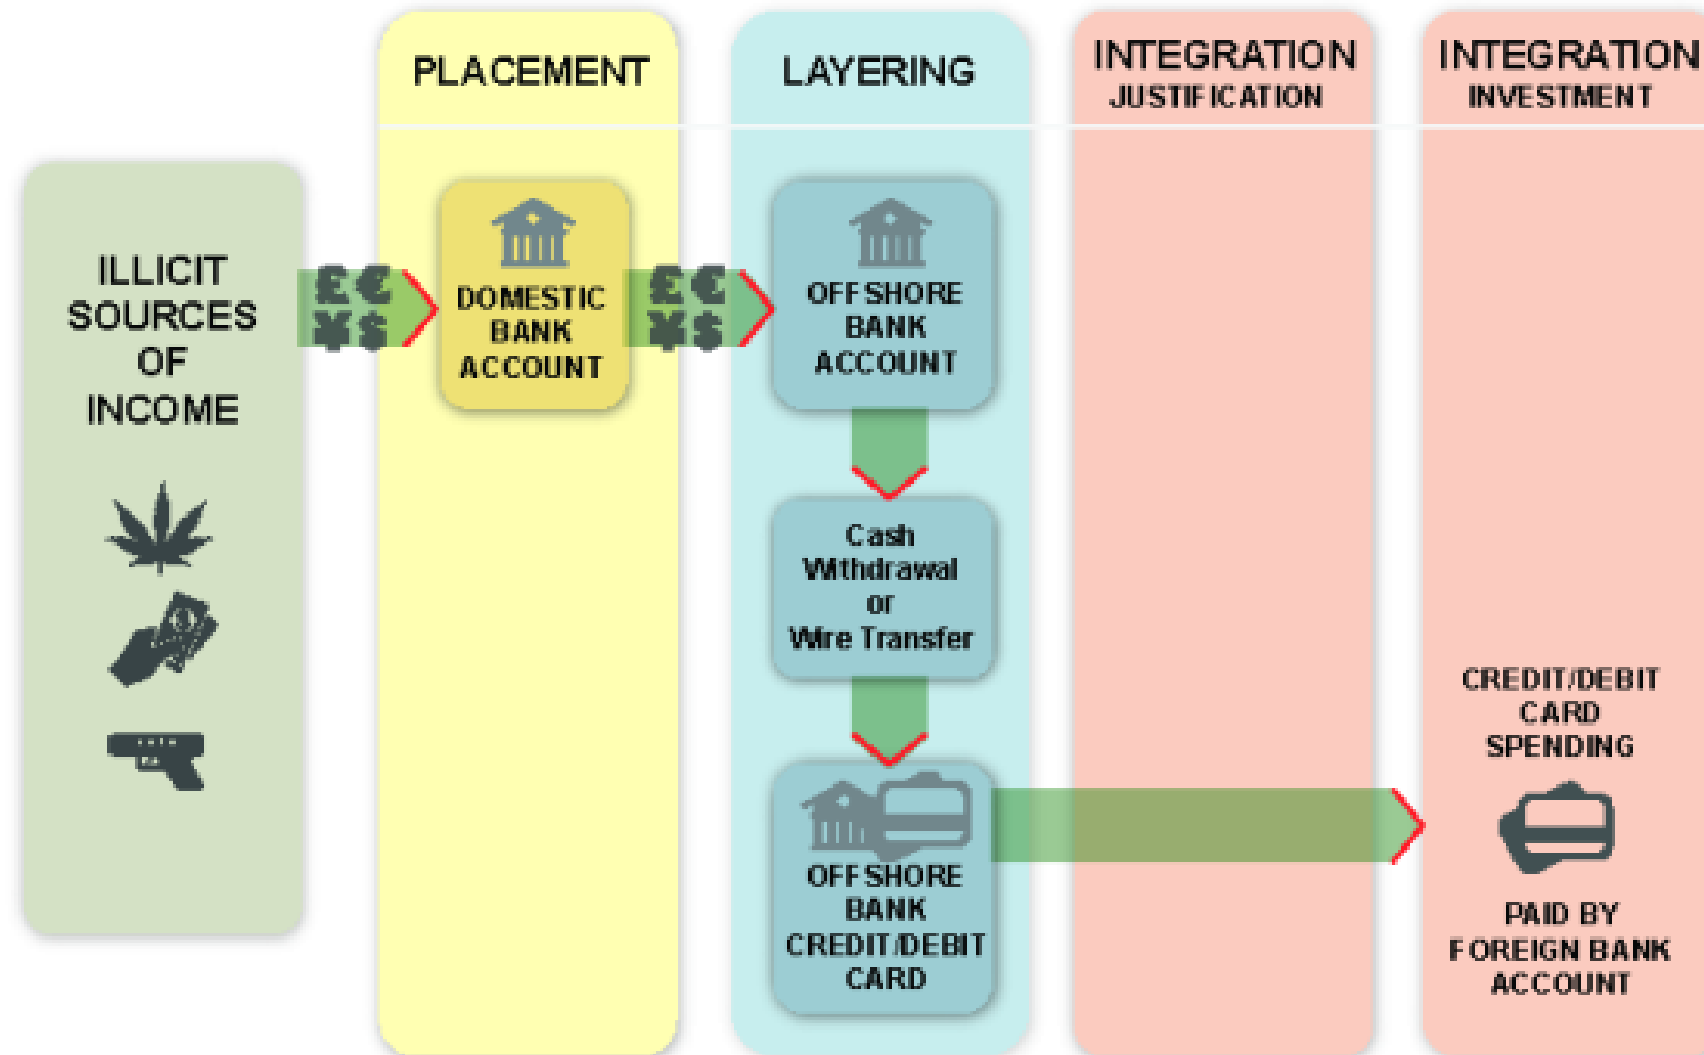 PLACEMENT
LAYERING
INTEGRATION
JUSTIFICATION
INTEGRATION
INVESTMENT
ILLICIT
SOURCES
OF
INCOME
£ €
¥ $
DOMESTIC
BANK
ACCOUNT
£ €
¥ $
OFFSHORE
BANK
ACCOUNT
Cash
Withdrawal
or
Wire Transfer
OFFSHORE
BANK
CREDIT/DEBIT
CARD
CREDIT/DEBIT
CARD
SPENDING
PAID BY
FOREIGN BANK
ACCOUNT